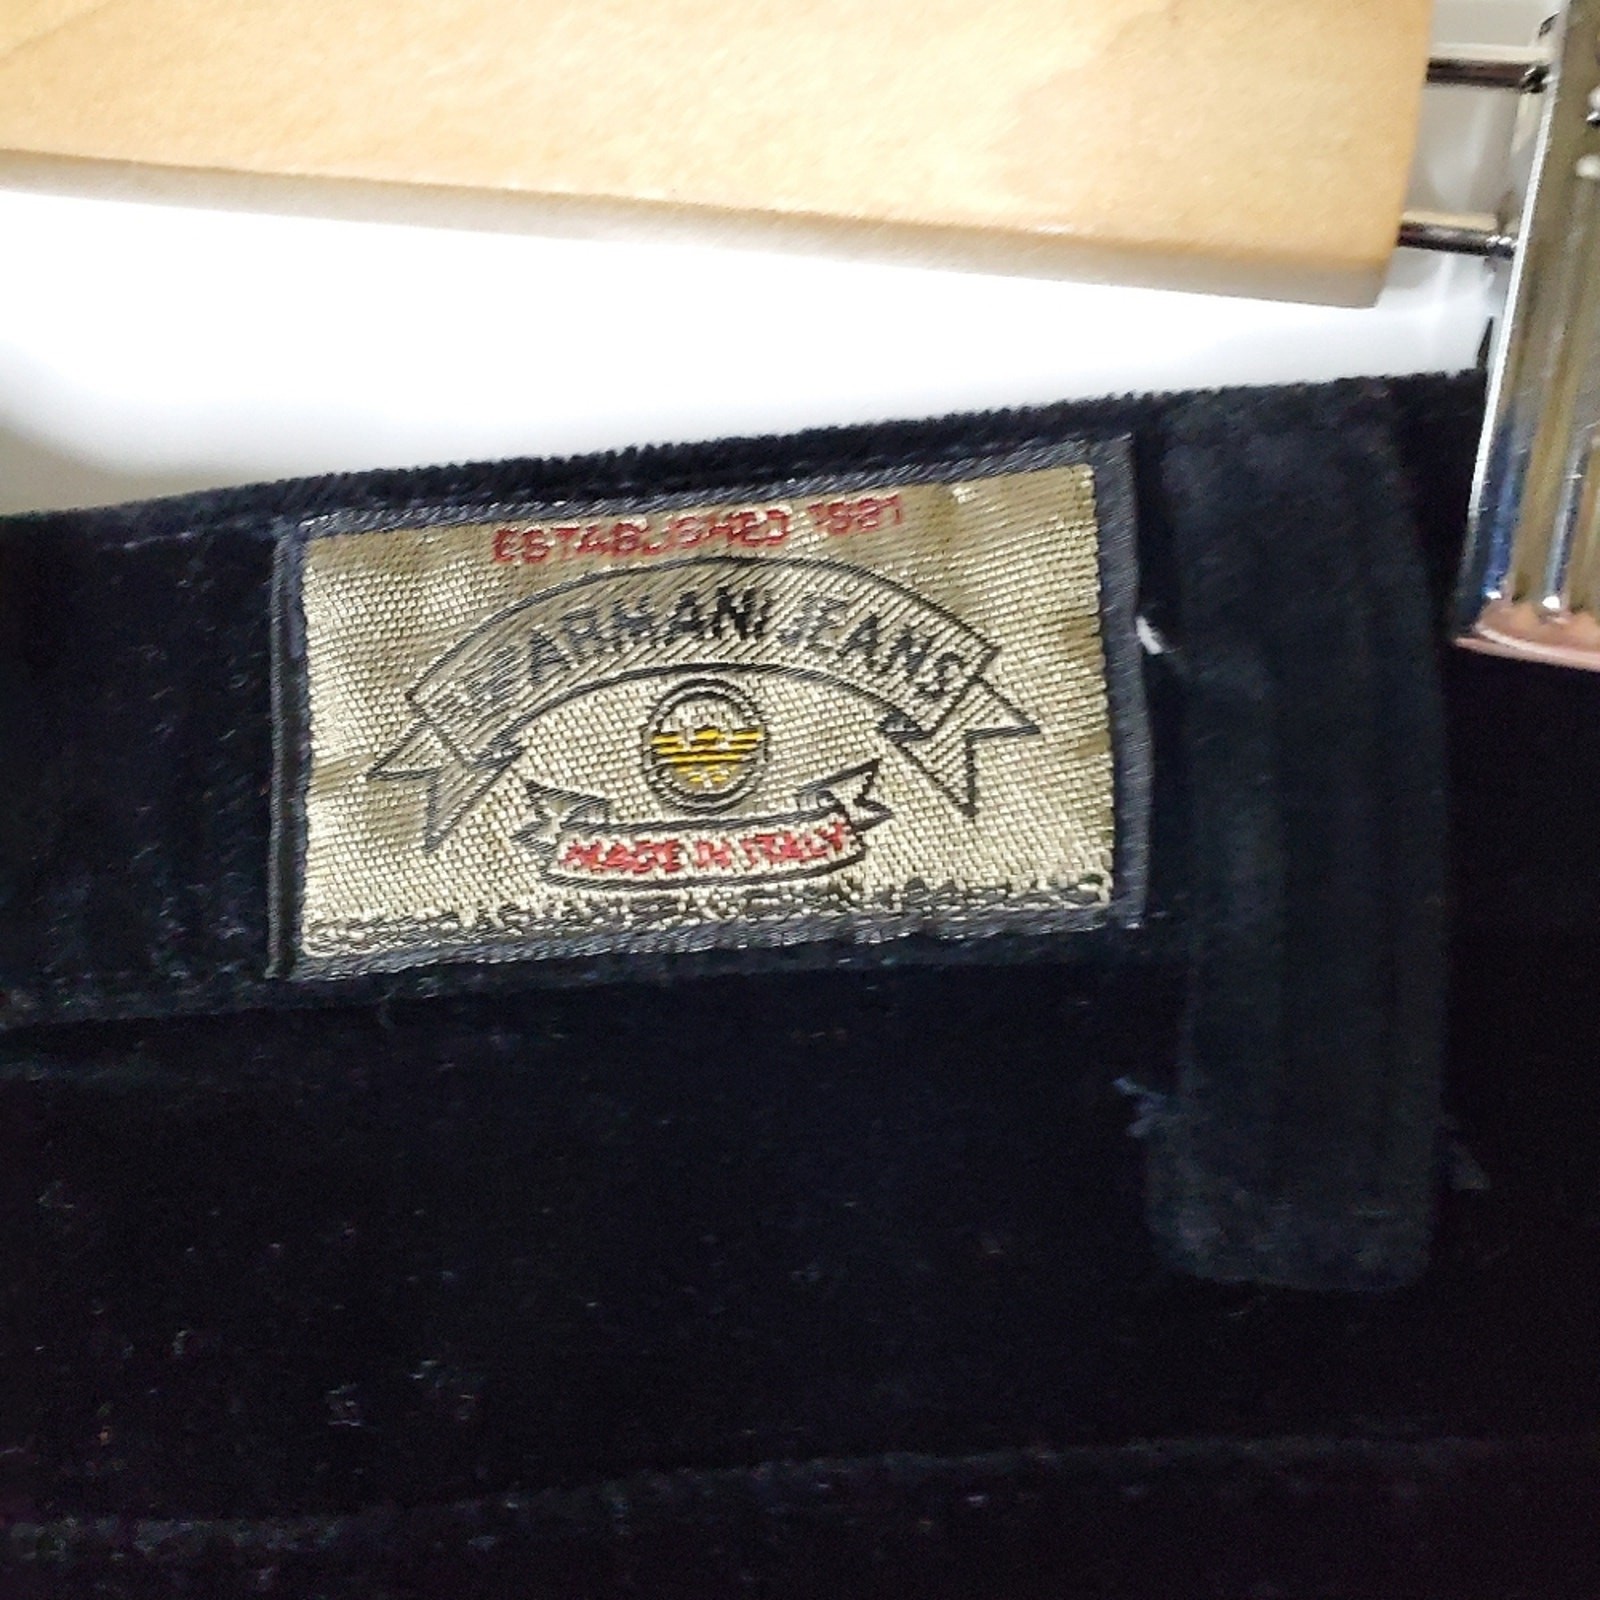 ESTABLISHED 1981
ARMANI JEANS
MADE IN ITALY